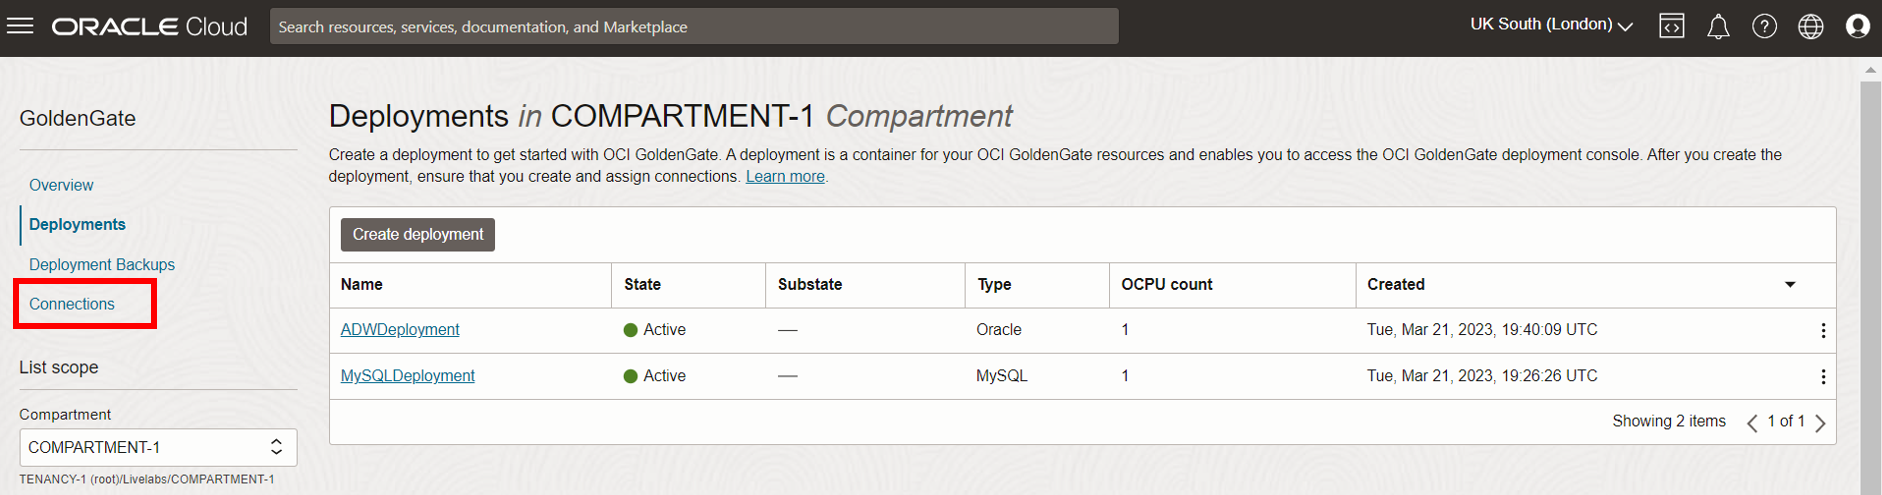 ORACLE Cloud
Search resources, services, documentation, and Marketplace
UK South (London)
GoldenGate
Overview
Deployments
Deployment Backups
Connections
List scope
Compartment
COMPARTMENT-1
TENANCY-1 (root)/Livelabs/COMPARTMENT-1
Deployments in COMPARTMENT-1 Compartment
Create a deployment to get started with OCI GoldenGate. A deployment is a container for your OCI GoldenGate resources and enables you to access the OCI GoldenGate deployment console. After you create the
deployment, ensure that you create and assign connections. Learn more.
Create deployment
Name State Substate Type OCPU count Created
ADWDeployment Active — Oracle 1 Tue, Mar 21, 2023, 19:40:09 UTC
MySQLDeployment Active — MySQL 1 Tue, Mar 21, 2023, 19:26:26 UTC
Showing 2 items < 1 of 1 >